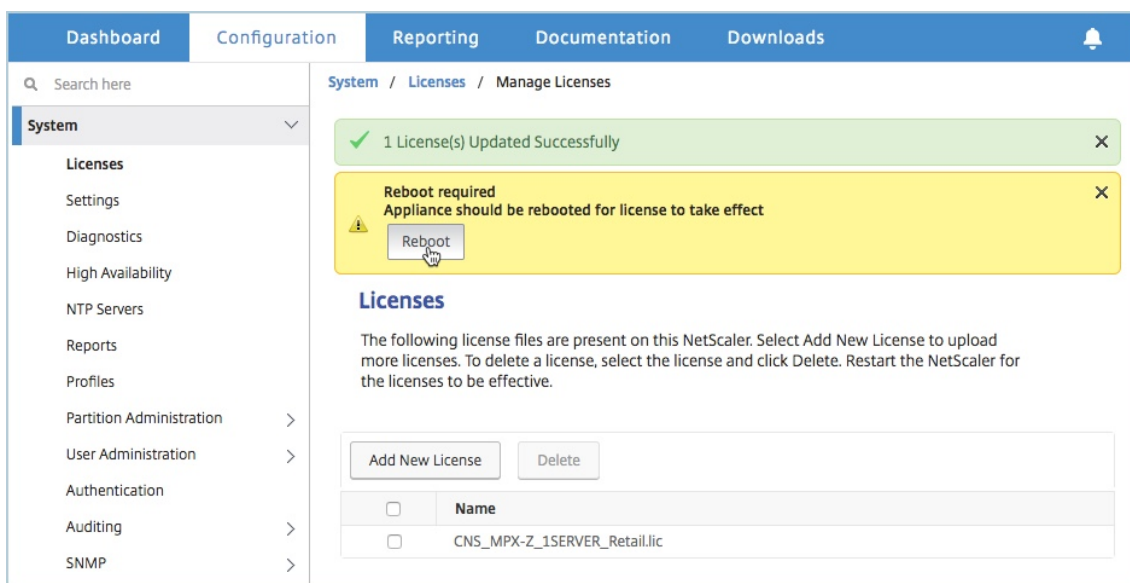 Dashboard
Configuration
Reporting
Documentation
Downloads
Search here
System
Licenses
Settings
Diagnostics
High Availability
NTP Servers
Reports
Profiles
Partition Administration
User Administration
Authentication
Auditing
SNMP
System / Licenses / Manage Licenses
1 License(s) Updated Successfully
Reboot required
Appliance should be rebooted for license to take effect
Reboot
Licenses
The following license files are present on this NetScaler. Select Add New License to upload
more licenses. To delete a license, select the license and click Delete. Restart the NetScaler for
the licenses to be effective.
Add New License
Delete
Name
CNS_MPX-Z_1SERVER_Retail.lic